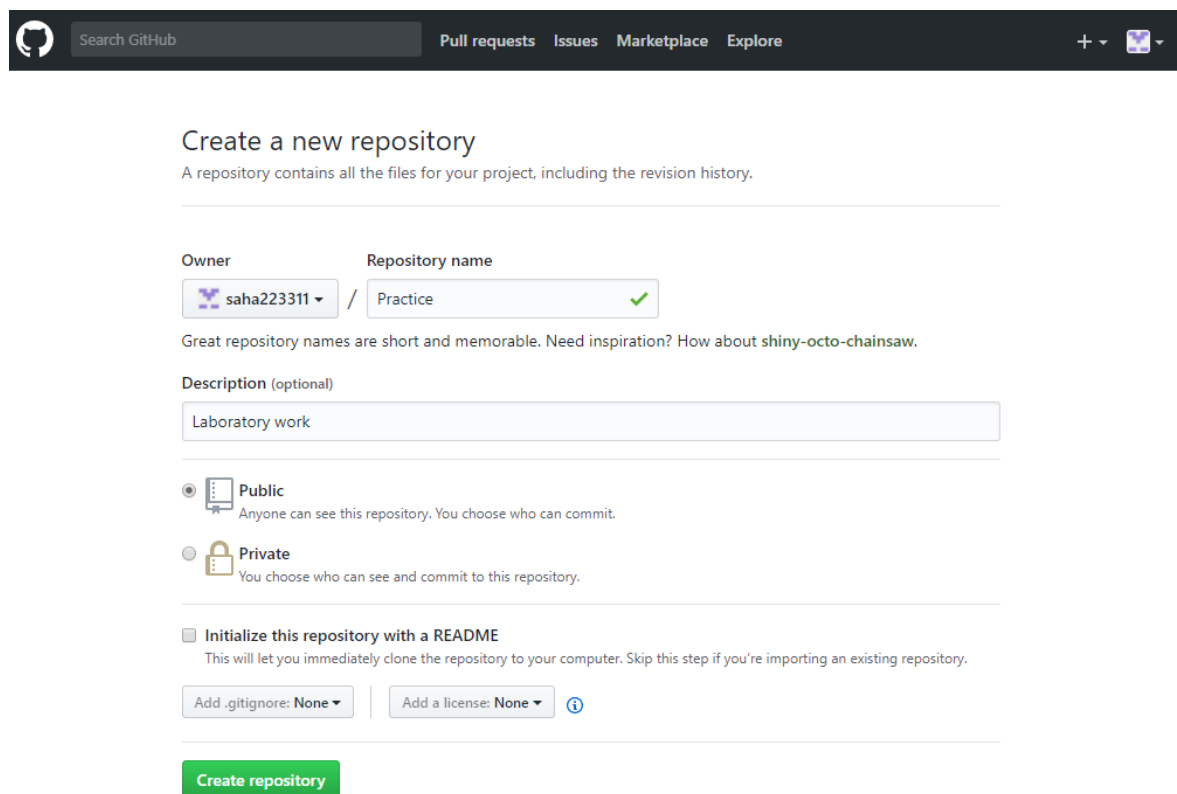 Search GitHub Pull requests Issues Marketplace Explore
Create a new repository
A repository contains all the files for your project, including the revision history.
Owner Repository name
saha223311 / Practice
Great repository names are short and memorable. Need inspiration? How about shiny-octo-chainsaw.
Description (optional)
Laboratory work
Public
Anyone can see this repository. You choose who can commit.
Private
You choose who can see and commit to this repository.
Initialize this repository with a README
This will let you immediately clone the repository to your computer. Skip this step if you're importing an existing repository.
Add .gitignore: None Add a license: None
Create repository